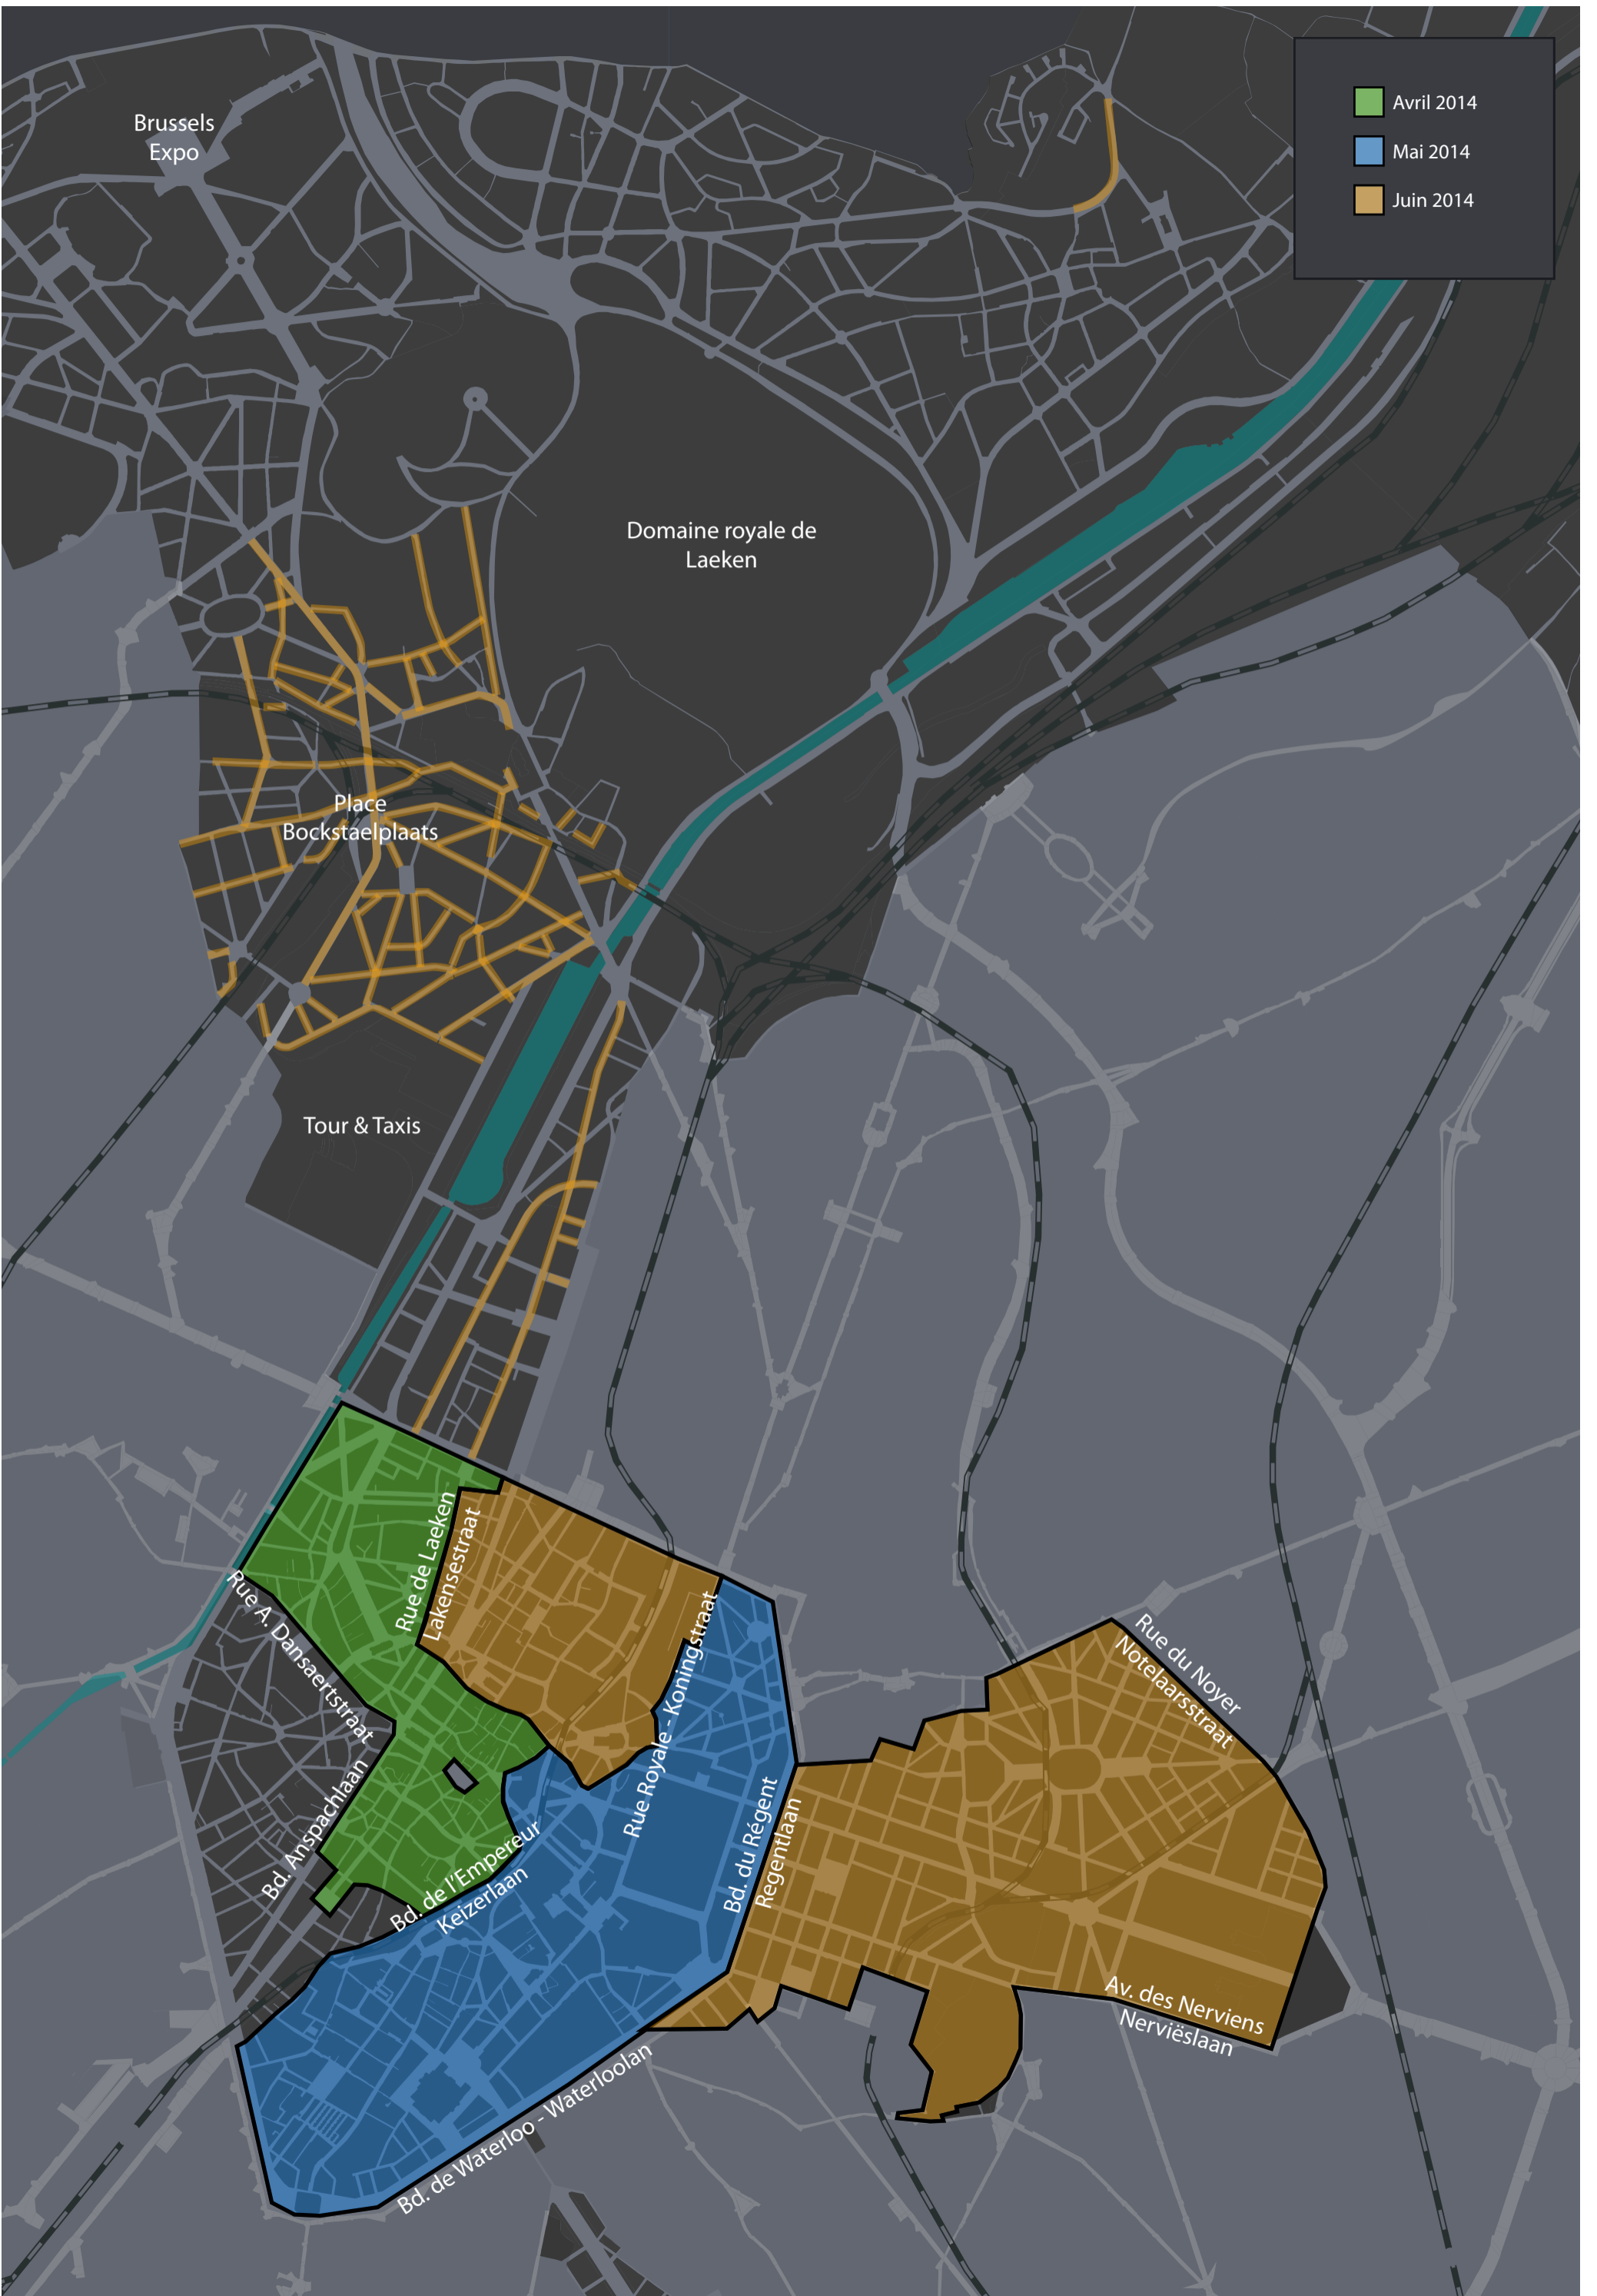 Avril 2014
Mai 2014
Juin 2014
Brussels
Expo
Domaine royale de
Laeken
Place
Bockstaelplaats
Tour & Taxis
Rue de Laeken
Lakensestraat
Rue A. Dansaertstraat
Rue Royale - Koningstraat
Rue du Noyer
Notelaarsstraat
Bd. Anspachlaan
Bd. de l'Empereur
Keizerlaan
Bd. du Régent
Regentlaan
Av. des Nerviens
Nerviëslaan
Bd. de Waterloo - Waterloolan